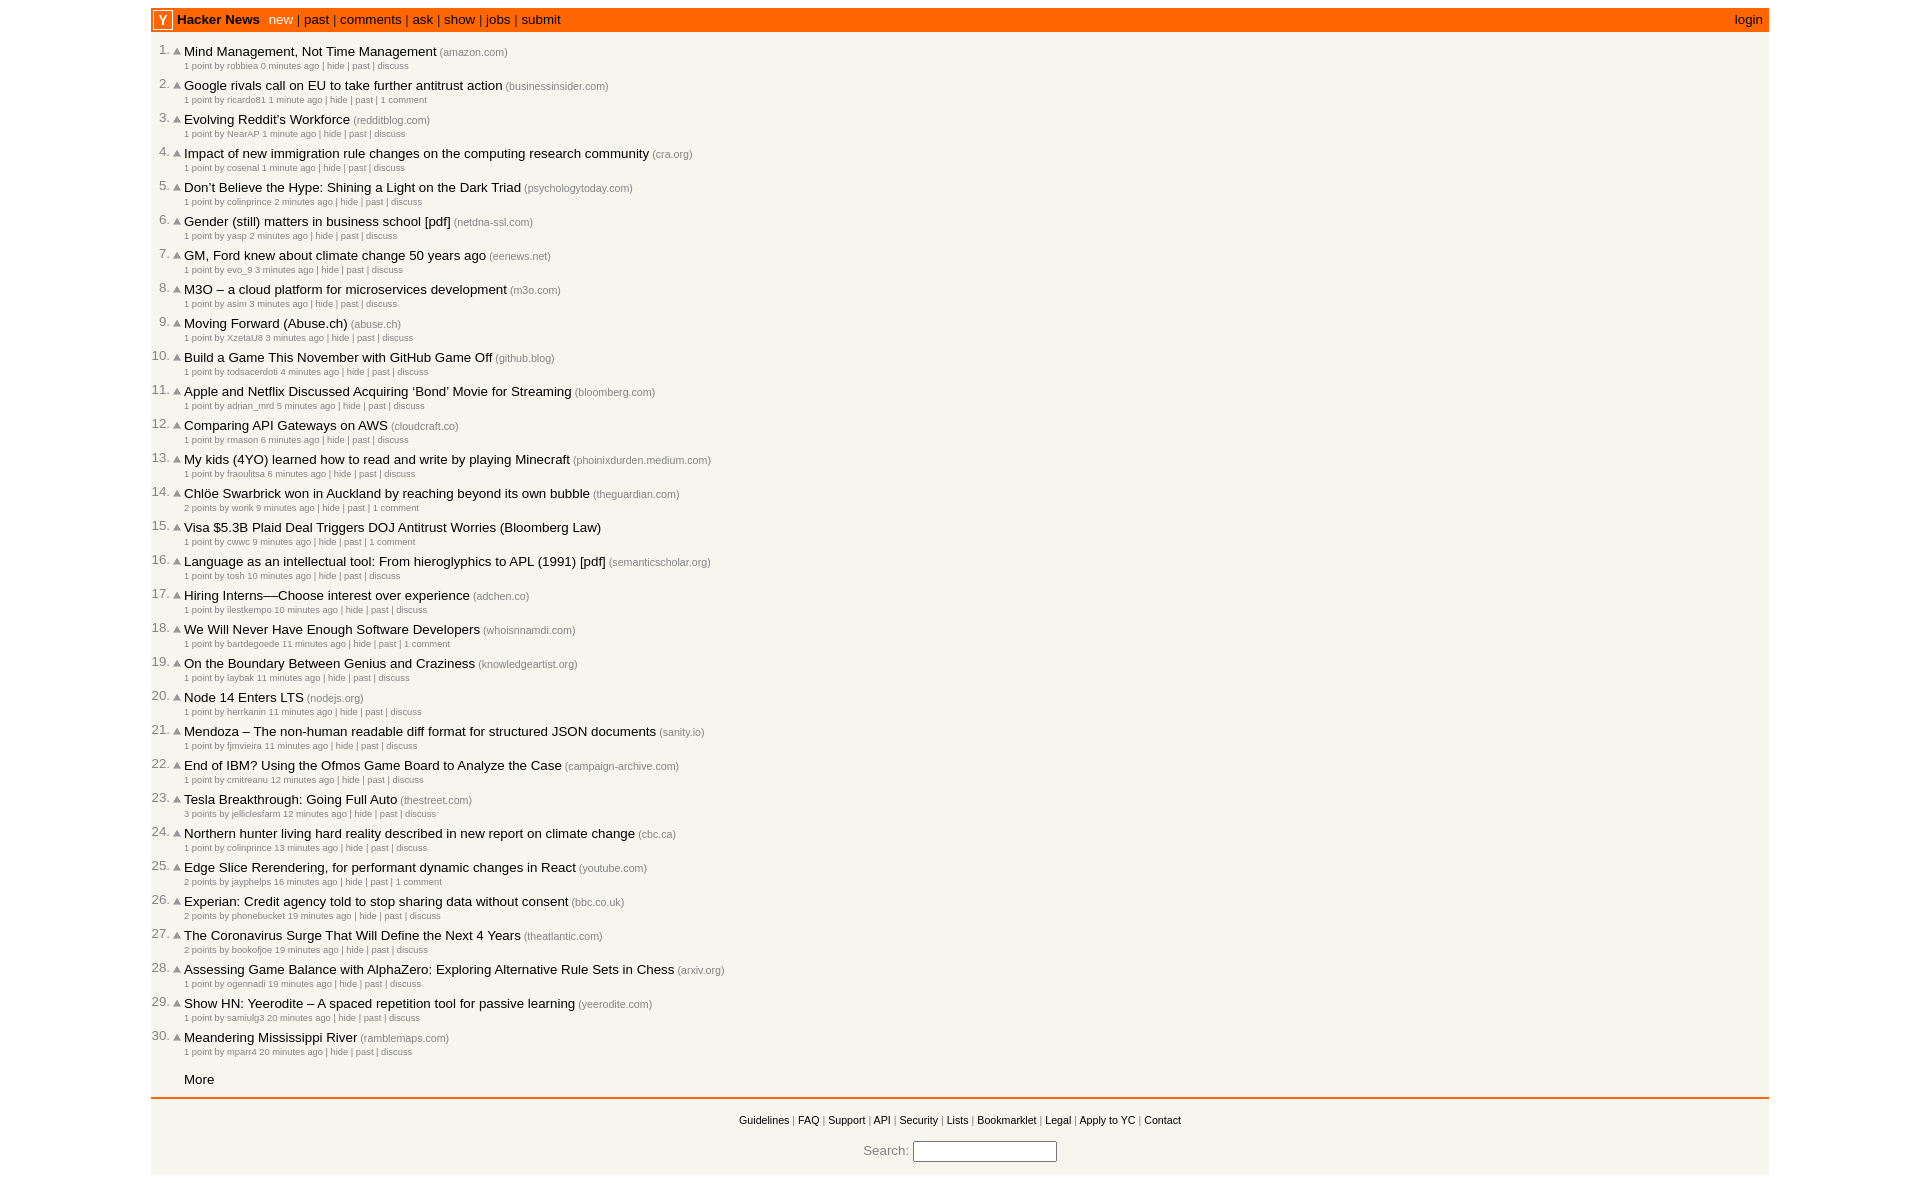 Y Hacker News new | past | comments | ask | show | jobs | submit login
1. Mind Management, Not Time Management (amazon.com)
1 point by robbiea 0 minutes ago | hide | past | discuss
2. Google rivals call on EU to take further antitrust action (businessinsider.com)
1 point by ricardo81 1 minute ago | hide | past | 1 comment
3. Evolving Reddit’s Workforce (redditblog.com)
1 point by NearAP 1 minute ago | hide | past | discuss
4. Impact of new immigration rule changes on the computing research community (cra.org)
1 point by cosenal 1 minute ago | hide | past | discuss
5. Don’t Believe the Hype: Shining a Light on the Dark Triad (psychologytoday.com)
1 point by colinprince 2 minutes ago | hide | past | discuss
6. Gender (still) matters in business school [pdf] (netdna-ssl.com)
1 point by yasp 2 minutes ago | hide | past | discuss
7. GM, Ford knew about climate change 50 years ago (eenews.net)
1 point by evo_9 3 minutes ago | hide | past | discuss
8. M3O – a cloud platform for microservices development (m3o.com)
1 point by asim 3 minutes ago | hide | past | discuss
9. Moving Forward (Abuse.ch) (abuse.ch)
1 point by XzetaU8 3 minutes ago | hide | past | discuss
10. Build a Game This November with GitHub Game Off (github.blog)
1 point by todsacerdoti 4 minutes ago | hide | past | discuss
11. Apple and Netflix Discussed Acquiring ‘Bond’ Movie for Streaming (bloomberg.com)
1 point by adrian_mrd 5 minutes ago | hide | past | discuss
12. Comparing API Gateways on AWS (cloudcraft.co)
1 point by rmason 6 minutes ago | hide | past | discuss
13. My kids (4YO) learned how to read and write by playing Minecraft (phoinixdurden.medium.com)
1 point by fraoulitsa 6 minutes ago | hide | past | discuss
14. Chlöe Swarbrick won in Auckland by reaching beyond its own bubble (theguardian.com)
2 points by worik 9 minutes ago | hide | past | 1 comment
15. Visa $5.3B Plaid Deal Triggers DOJ Antitrust Worries (Bloomberg Law)
1 point by cwwc 9 minutes ago | hide | past | 1 comment
16. Language as an intellectual tool: From hieroglyphics to APL (1991) [pdf] (semanticscholar.org)
1 point by tosh 10 minutes ago | hide | past | discuss
17. Hiring Interns––Choose interest over experience (adchen.co)
1 point by ilestkempo 10 minutes ago | hide | past | discuss
18. We Will Never Have Enough Software Developers (whoisnnamdi.com)
1 point by bartdegoede 11 minutes ago | hide | past | 1 comment
19. On the Boundary Between Genius and Craziness (knowledgeartist.org)
1 point by laybak 11 minutes ago | hide | past | discuss
20. Node 14 Enters LTS (nodejs.org)
1 point by herrkanin 11 minutes ago | hide | past | discuss
21. Mendoza – The non-human readable diff format for structured JSON documents (sanity.io)
1 point by fjmvieira 11 minutes ago | hide | past | discuss
22. End of IBM? Using the Ofmos Game Board to Analyze the Case (campaign-archive.com)
1 point by cmitreanu 12 minutes ago | hide | past | discuss
23. Tesla Breakthrough: Going Full Auto (thestreet.com)
3 points by jelliclesfarm 12 minutes ago | hide | past | discuss
24. Northern hunter living hard reality described in new report on climate change (cbc.ca)
1 point by colinprince 13 minutes ago | hide | past | discuss
25. Edge Slice Rerendering, for performant dynamic changes in React (youtube.com)
2 points by jayphelps 16 minutes ago | hide | past | 1 comment
26. Experian: Credit agency told to stop sharing data without consent (bbc.co.uk)
2 points by phonebucket 19 minutes ago | hide | past | discuss
27. The Coronavirus Surge That Will Define the Next 4 Years (theatlantic.com)
2 points by bookofjoe 19 minutes ago | hide | past | discuss
28. Assessing Game Balance with AlphaZero: Exploring Alternative Rule Sets in Chess (arxiv.org)
1 point by ogennadi 19 minutes ago | hide | past | discuss
29. Show HN: Yeerodite – A spaced repetition tool for passive learning (yeerodite.com)
1 point by samiulg3 20 minutes ago | hide | past | discuss
30. Meandering Mississippi River (ramblemaps.com)
1 point by mparr4 20 minutes ago | hide | past | discuss
More
Guidelines | FAQ | Support | API | Security | Lists | Bookmarklet | Legal | Apply to YC | Contact
Search: